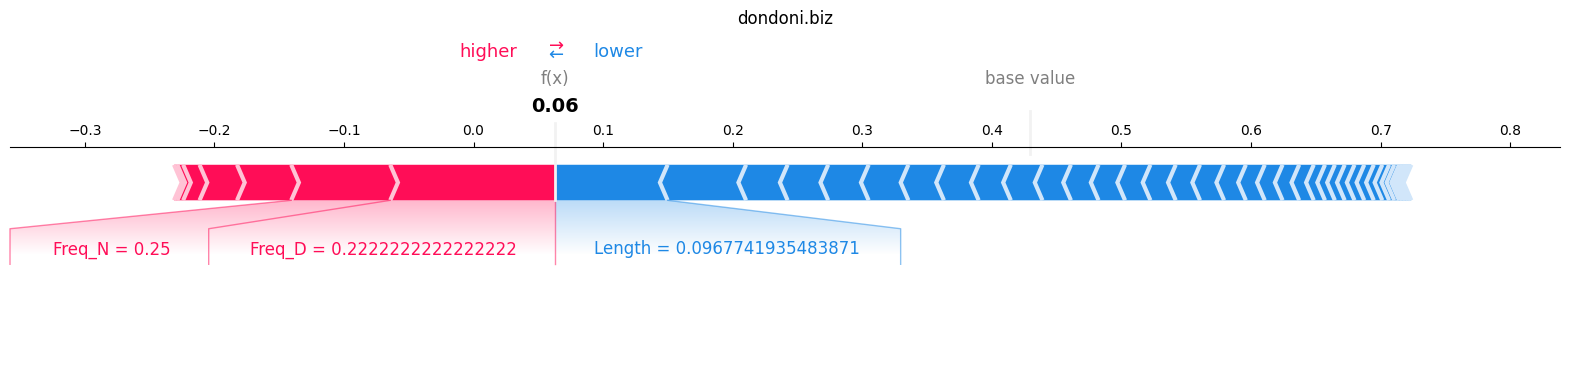 dondoni.biz
higher → lower
←
f(x) base value
0.06
−0.3 −0.2 −0.1 0.0 0.1 0.2 0.3 0.4 0.5 0.6 0.7 0.8
Freq_N = 0.25 Freq_D = 0.2222222222222222 Length = 0.0967741935483871